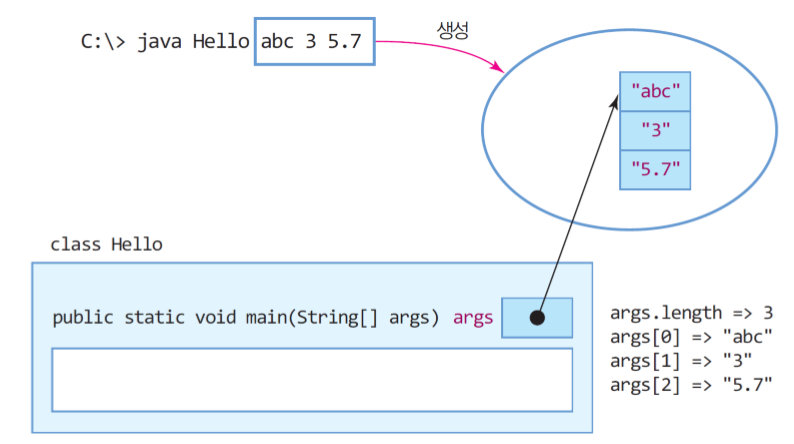 C:\> java Hello abc 3 5.7
생성
"abc"
"3"
"5.7"
class Hello
public static void main(String[] args) args
args.length => 3
args[0] => "abc"
args[1] => "3"
args[2] => "5.7"